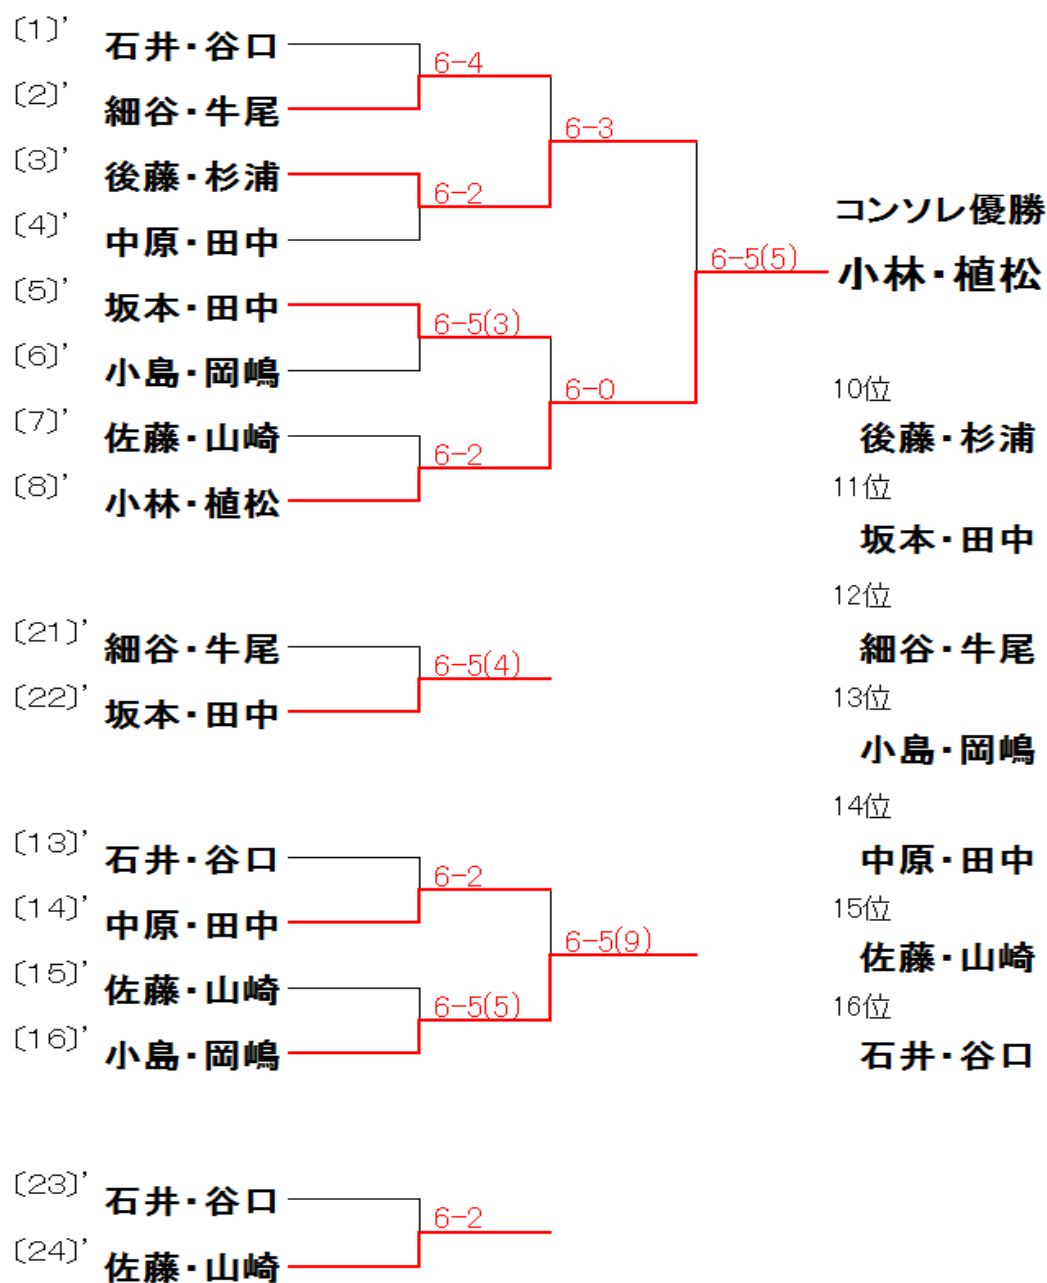 〔1〕’ 石井・谷口
6-4
〔2〕’ 細谷・牛尾
6-3
〔3〕’ 後藤・杉浦
6-2
〔4〕’ 中原・田中
コンソレ優勝
6-5(5)
小林・植松
〔5〕’ 坂本・田中
6-5(3)
〔6〕’ 小島・岡嶋
6-0
〔7〕’ 佐藤・山崎
6-2
〔8〕’ 小林・植松
10位
後藤・杉浦
11位
坂本・田中
12位
細谷・牛尾
13位
小島・岡嶋
14位
中原・田中
15位
佐藤・山崎
16位
石井・谷口
〔21〕’ 細谷・牛尾
6-5(4)
〔22〕’ 坂本・田中
〔13〕’ 石井・谷口
6-2
〔14〕’ 中原・田中
6-5(9)
〔15〕’ 佐藤・山崎
6-5(5)
〔16〕’ 小島・岡嶋
〔23〕’ 石井・谷口
6-2
〔24〕’ 佐藤・山崎